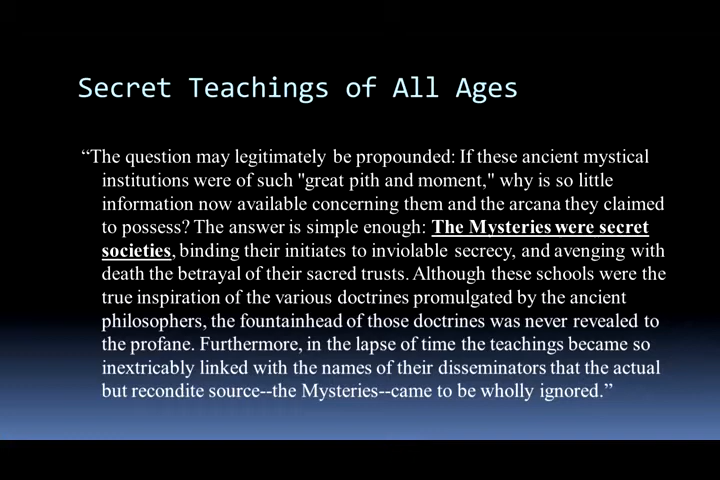 Secret Teachings of All Ages
“The question may legitimately be propounded: If these ancient mystical
institutions were of such "great pith and moment," why is so little
information now available concerning them and the arcana they claimed
to possess? The answer is simple enough: The Mysteries were secret
societies, binding their initiates to inviolable secrecy, and avenging with
death the betrayal of their sacred trusts. Although these schools were the
true inspiration of the various doctrines promulgated by the ancient
philosophers, the fountainhead of those doctrines was never revealed to
the profane. Furthermore, in the lapse of time the teachings became so
inextricably linked with the names of their disseminators that the actual
but recondite source--the Mysteries--came to be wholly ignored.”